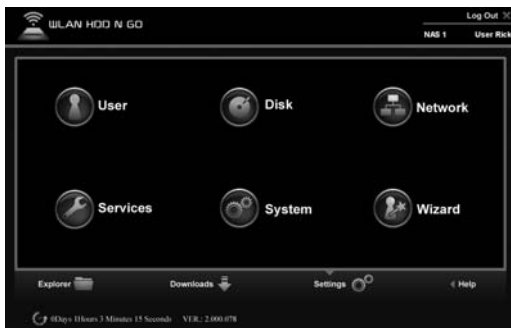 WLAN HDD N GO
Log Out
NAS 1 User Rick
User Disk Network
Services System Wizard
Explorer Downloads Settings Help
0Days 1Hours 3 Minutes 15 Seconds VER.: 2.000.078